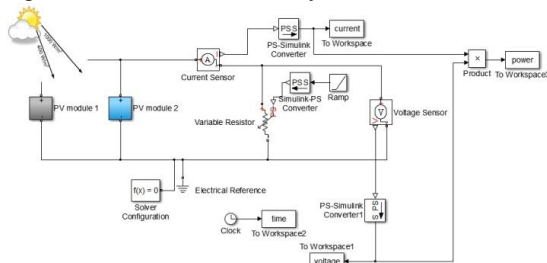 current
PS S
PS-Simulink
Converter
To Workspace
I
A
Current Sensor
×
Product
power
To Workspace3
PV module 1
PV module 2
PS S
Simulink-PS
Converter
Ramp
Variable Resistor
V
Voltage Sensor
f(x) = 0
Solver
Configuration
Electrical Reference
Clock
time
To Workspace2
PS-Simulink
Converter1
S PS
To Workspace1
voltage